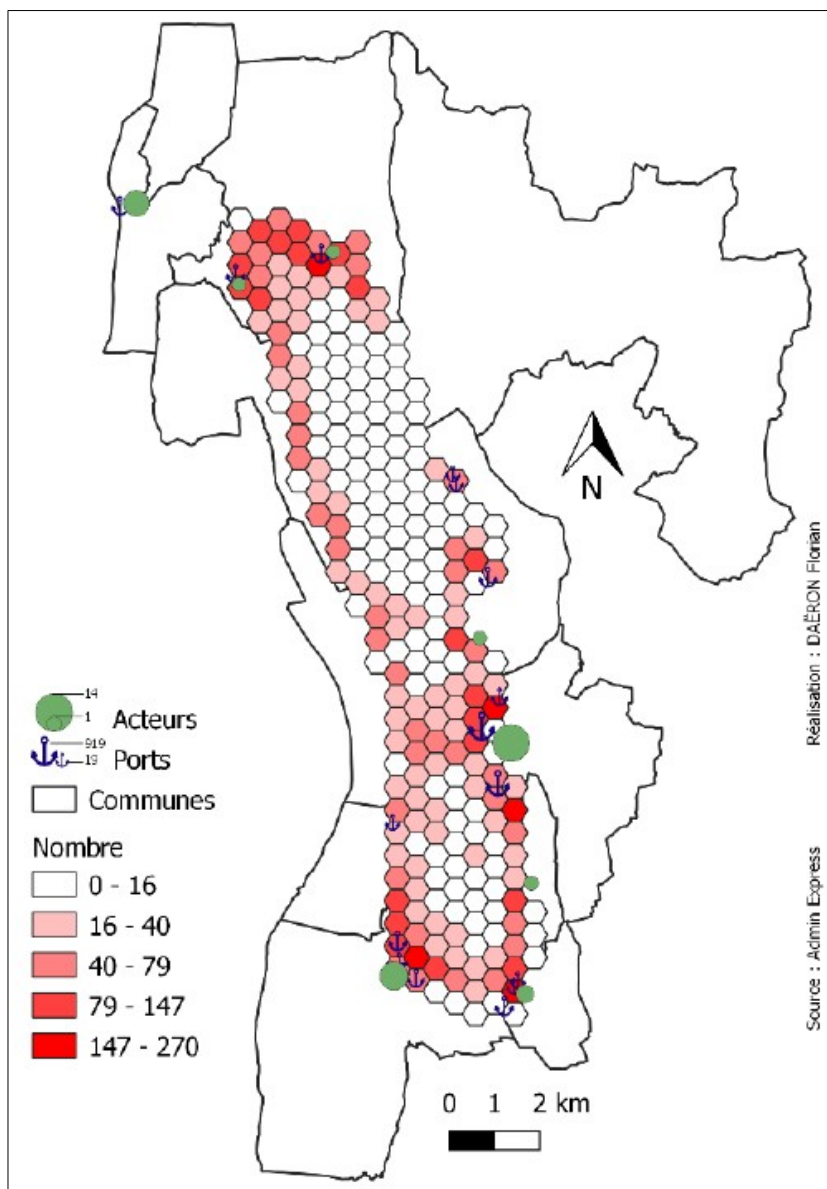 N
14
1
Acteurs
919
19
Ports
Communes
Nombre
0 - 16
16 - 40
40 - 79
79 - 147
147 - 270
0 1 2 km
Réalisation : DAËRON Florian
Source : Admin Express